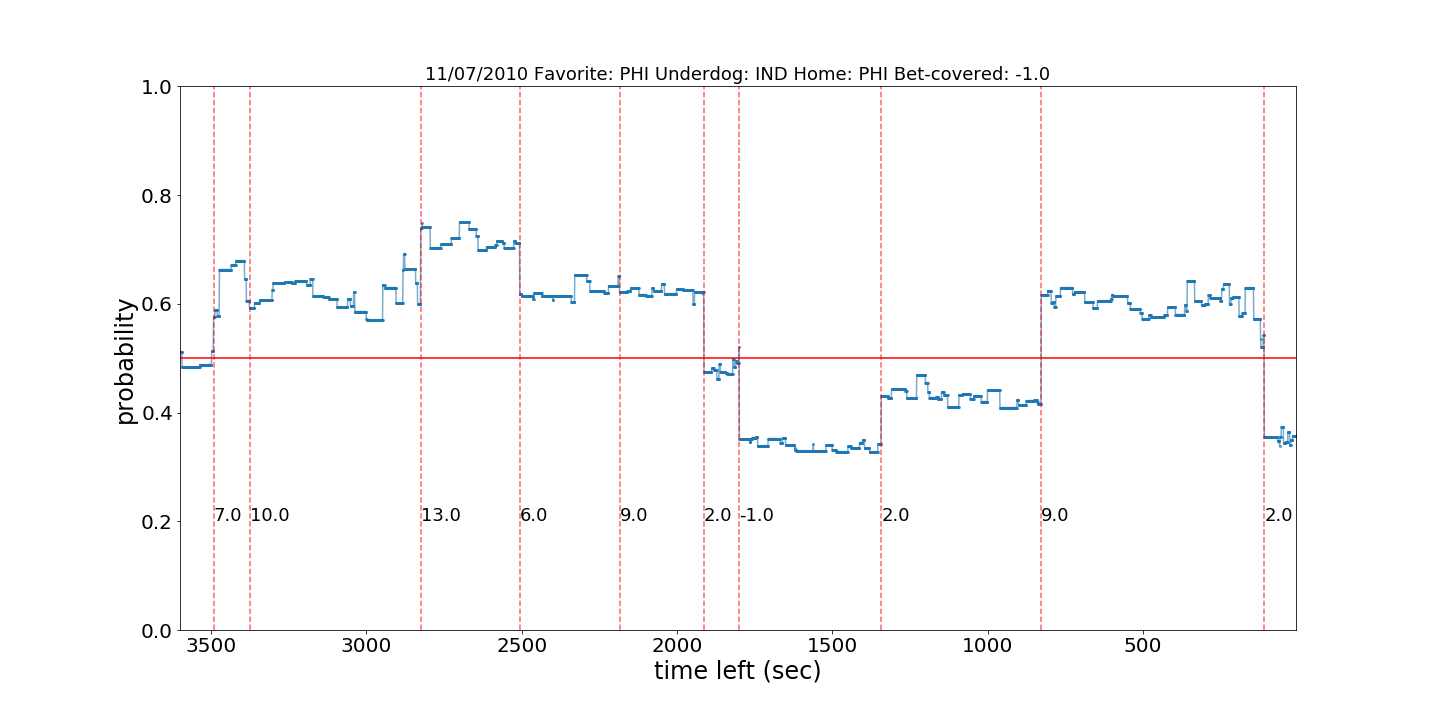 11/07/2010 Favorite: PHI Underdog: IND Home: PHI Bet-covered: -1.0
probability
1.0
0.8
0.6
0.4
0.2
0.0
7.0 10.0 13.0 6.0 9.0 2.0 -1.0 2.0 9.0 2.0
3500 3000 2500 2000 1500 1000 500
time left (sec)